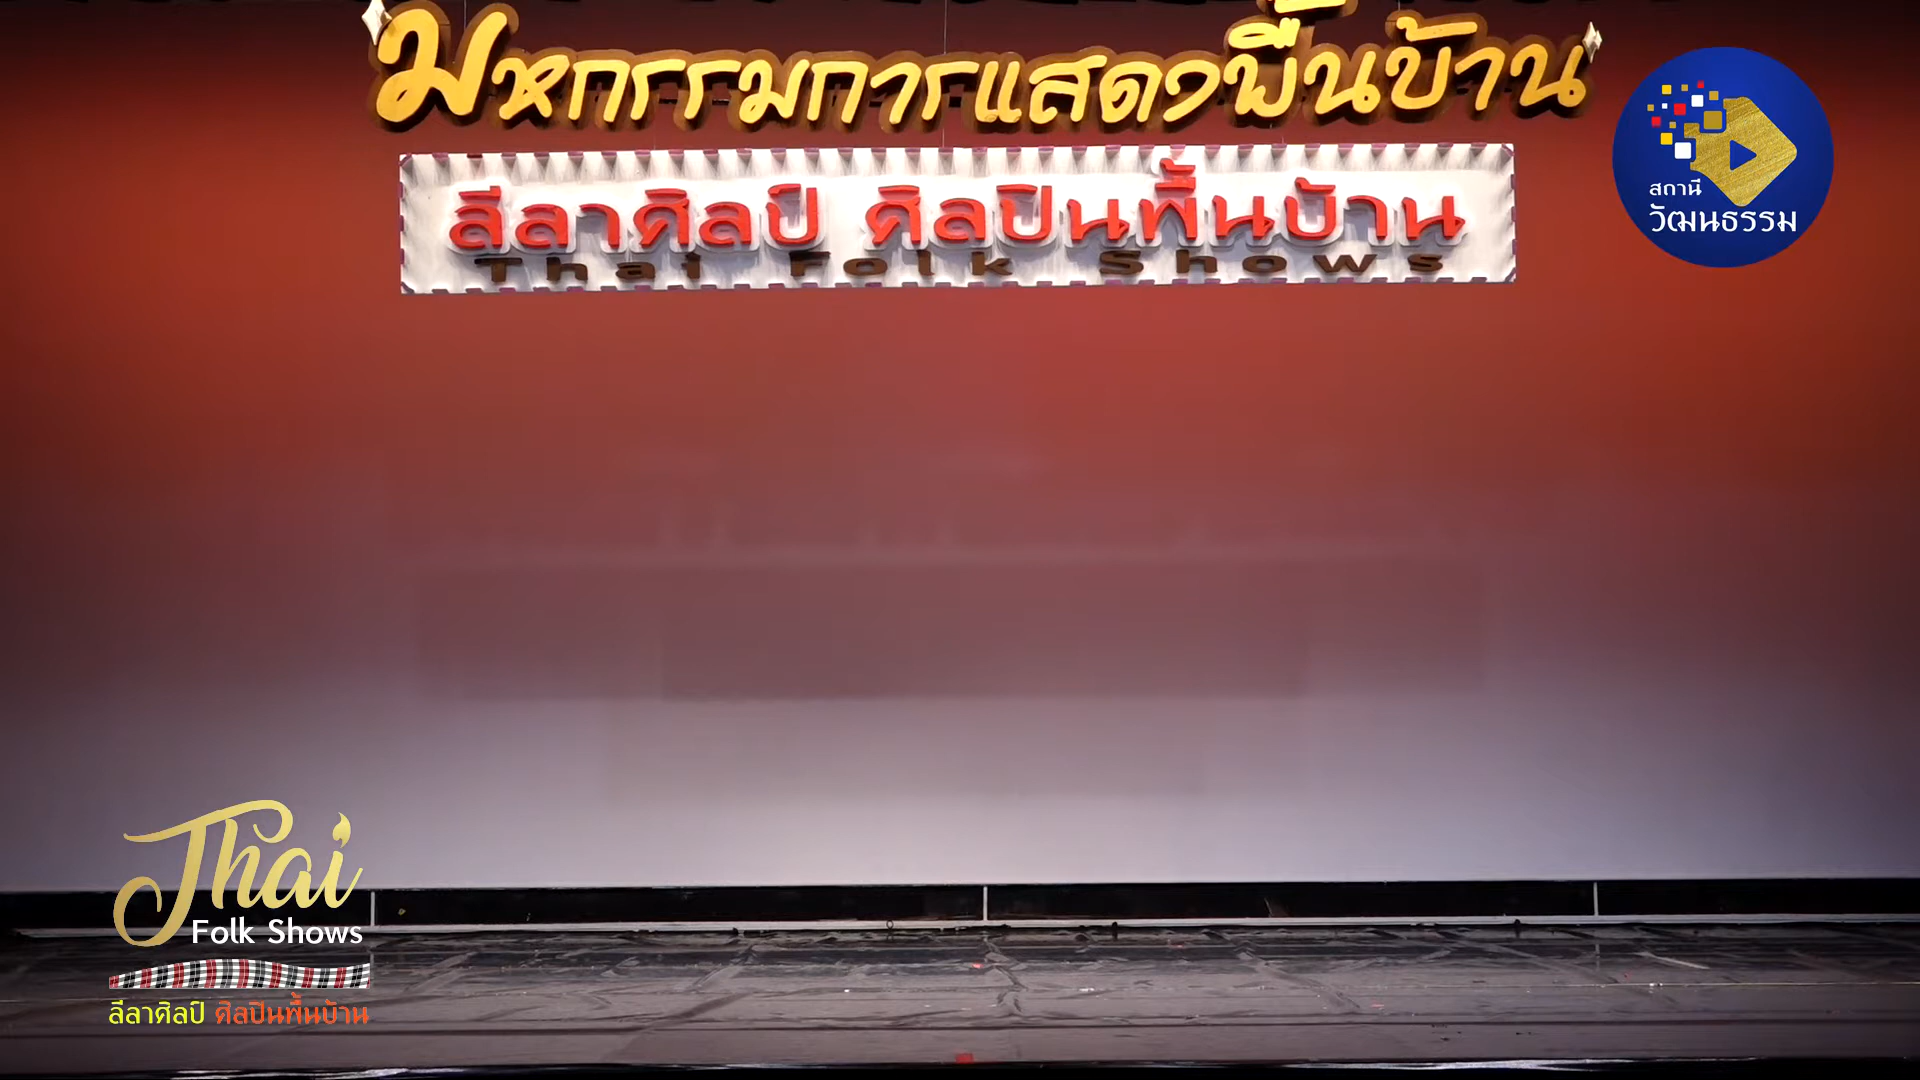 มหกรรมการแสดงพื้นบ้าน
ลีลาศิลป์ ศิลปินพื้นบ้าน
Thai Folk Shows
สถานี
วัฒนธรรม
Thai
Folk Shows
ลีลาศิลป์ ศิลปินพื้นบ้าน